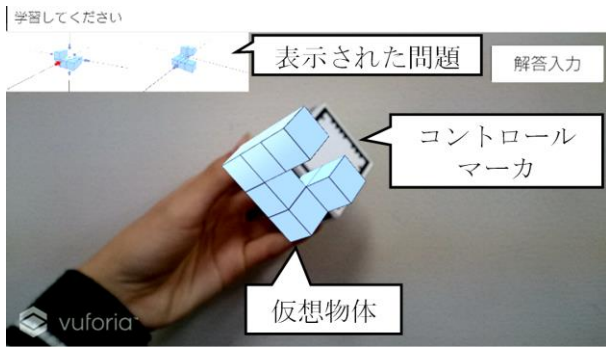 学習してください
表示された問題
解答入力
コントロール
マーカ
仮想物体
vuforia